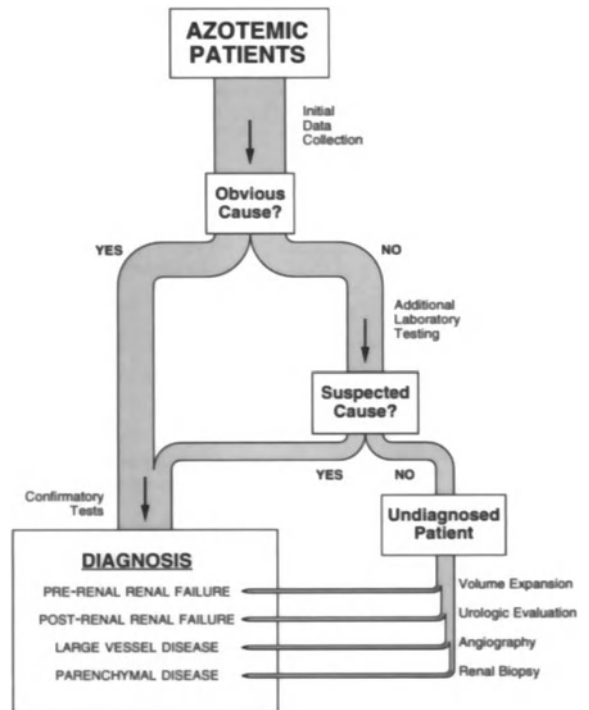 AZOTEMIC
PATIENTS
Initial
Data
Collection
Obvious
Cause?
YES
NO
Additional
Laboratory
Testing
Suspected
Cause?
YES
NO
Confirmatory
Tests
Undiagnosed
Patient
DIAGNOSIS
PRE-RENAL RENAL FAILURE
Volume Expansion
POST-RENAL RENAL FAILURE
Urologic Evaluation
LARGE VESSEL DISEASE
Angiography
PARENCHYMAL DISEASE
Renal Biopsy